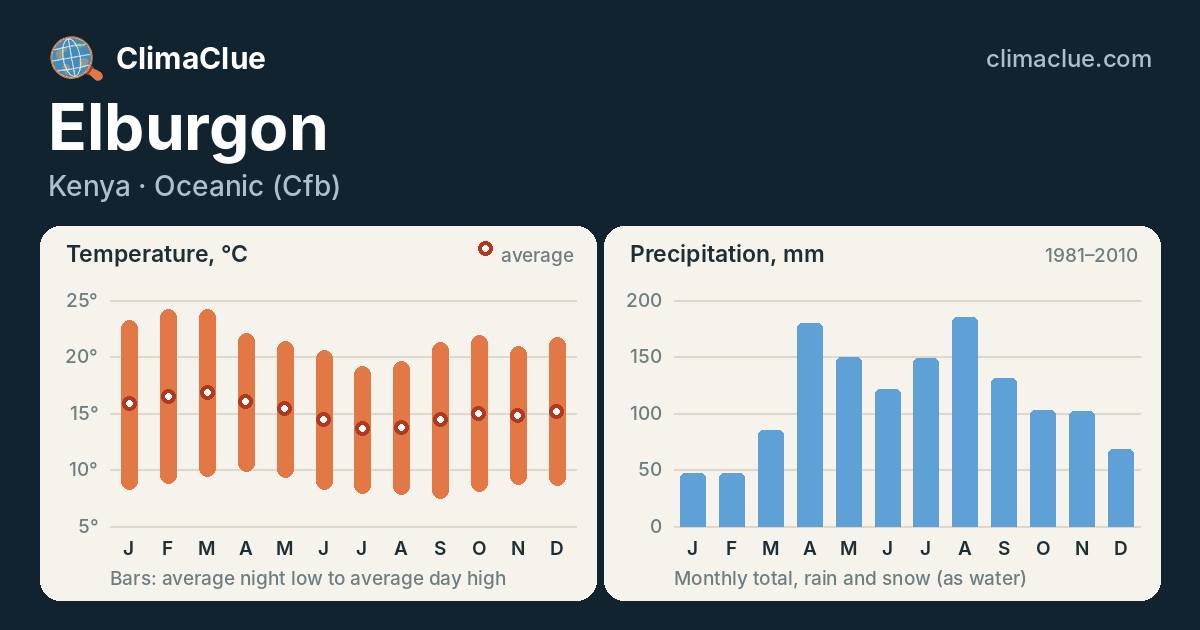 ClimaClue
climaclue.com
Elburgon
Kenya · Oceanic (Cfb)
Temperature, °C
average
25°
20°
15°
10°
5°
J F M A M J J A S O N D
Bars: average night low to average day high
Precipitation, mm
1981–2010
200
150
100
50
0
J F M A M J J A S O N D
Monthly total, rain and snow (as water)